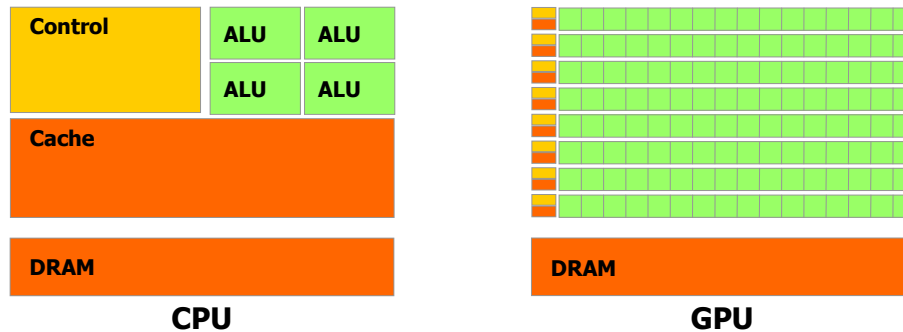 Control
ALU ALU
ALU ALU
Cache
DRAM
CPU
DRAM
GPU